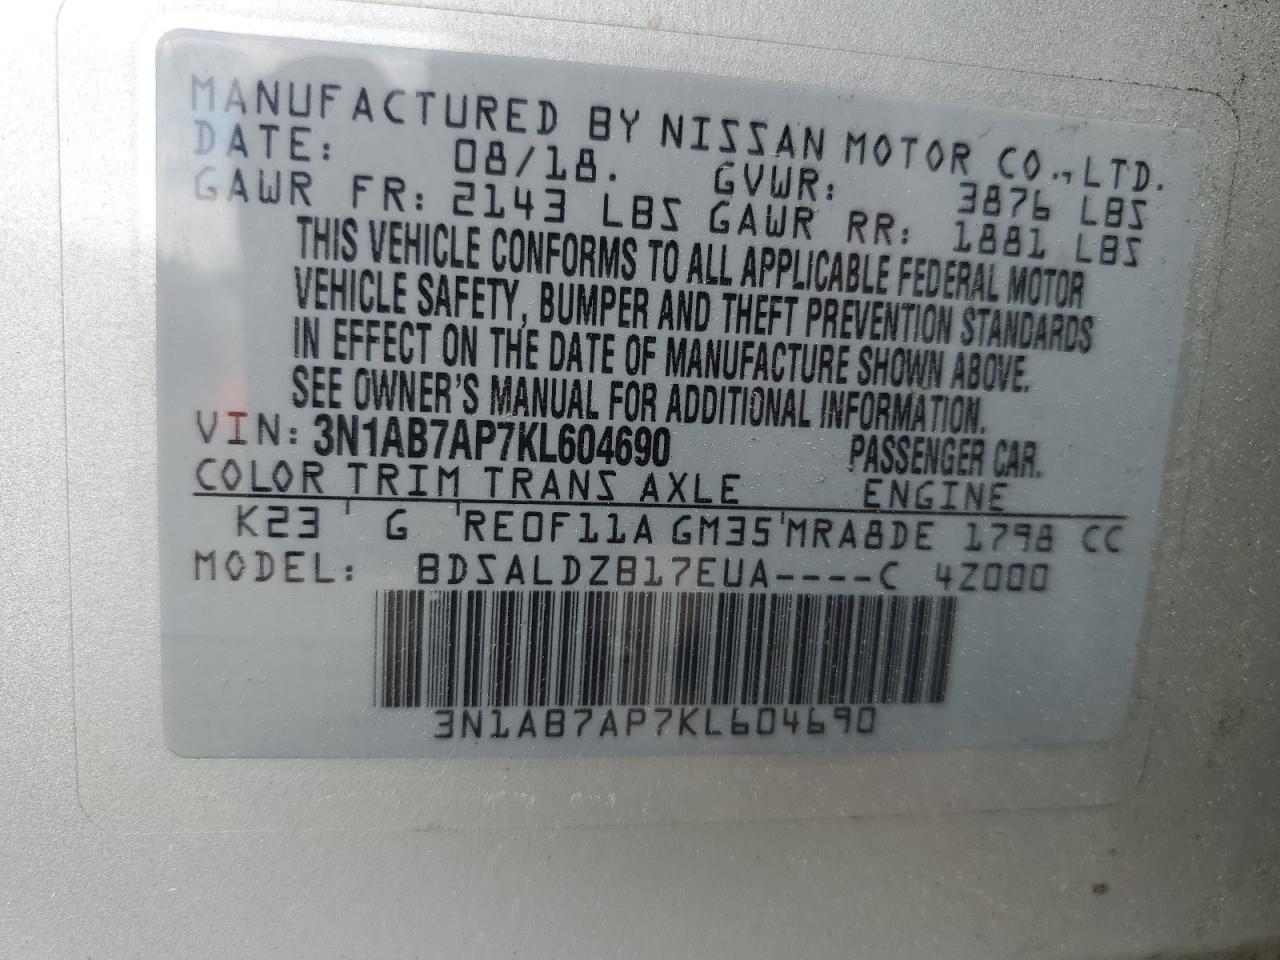 MANUFACTURED BY NISSAN MOTOR CO., LTD.
DATE: 08/18. GVWR: 3876 LBS
GAWR FR: 2143 LBS GAWR RR: 1881 LBS
THIS VEHICLE CONFORMS TO ALL APPLICABLE FEDERAL MOTOR
VEHICLE SAFETY, BUMPER AND THEFT PREVENTION STANDARDS
IN EFFECT ON THE DATE OF MANUFACTURE SHOWN ABOVE.
SEE OWNER'S MANUAL FOR ADDITIONAL INFORMATION.
VIN: 3N1AB7AP7KL604690 PASSENGER CAR.
COLOR TRIM TRANS AXLE ENGINE
K23 G RE0F11A GM35 MRA8DE 1798 CC
MODEL: BDSALDZB17EUA----C 4Z000
3N1AB7AP7KL604690